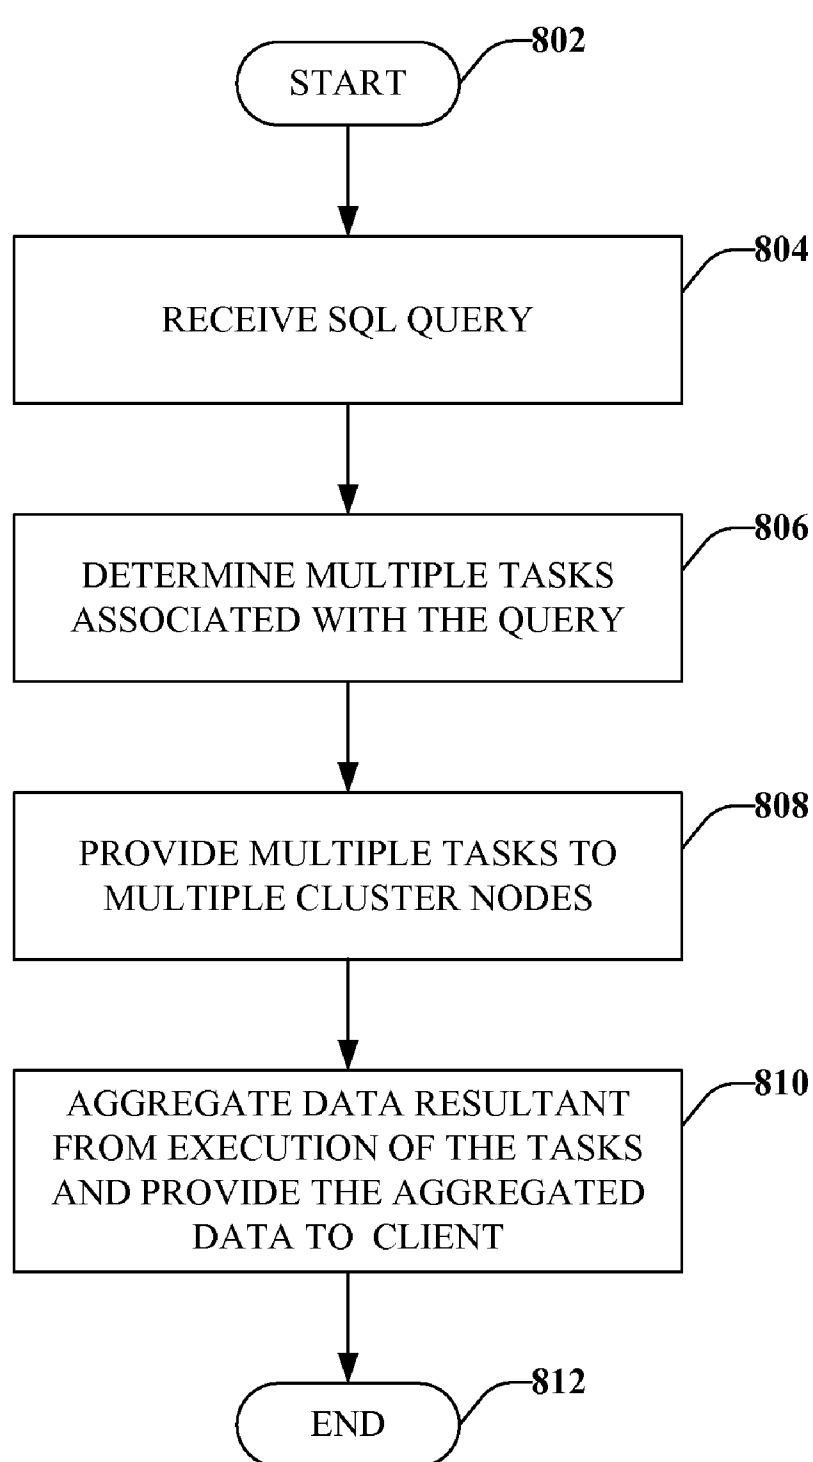 802
START
804
RECEIVE SQL QUERY
806
DETERMINE MULTIPLE TASKS
ASSOCIATED WITH THE QUERY
808
PROVIDE MULTIPLE TASKS TO
MULTIPLE CLUSTER NODES
810
AGGREGATE DATA RESULTANT
FROM EXECUTION OF THE TASKS
AND PROVIDE THE AGGREGATED
DATA TO CLIENT
812
END